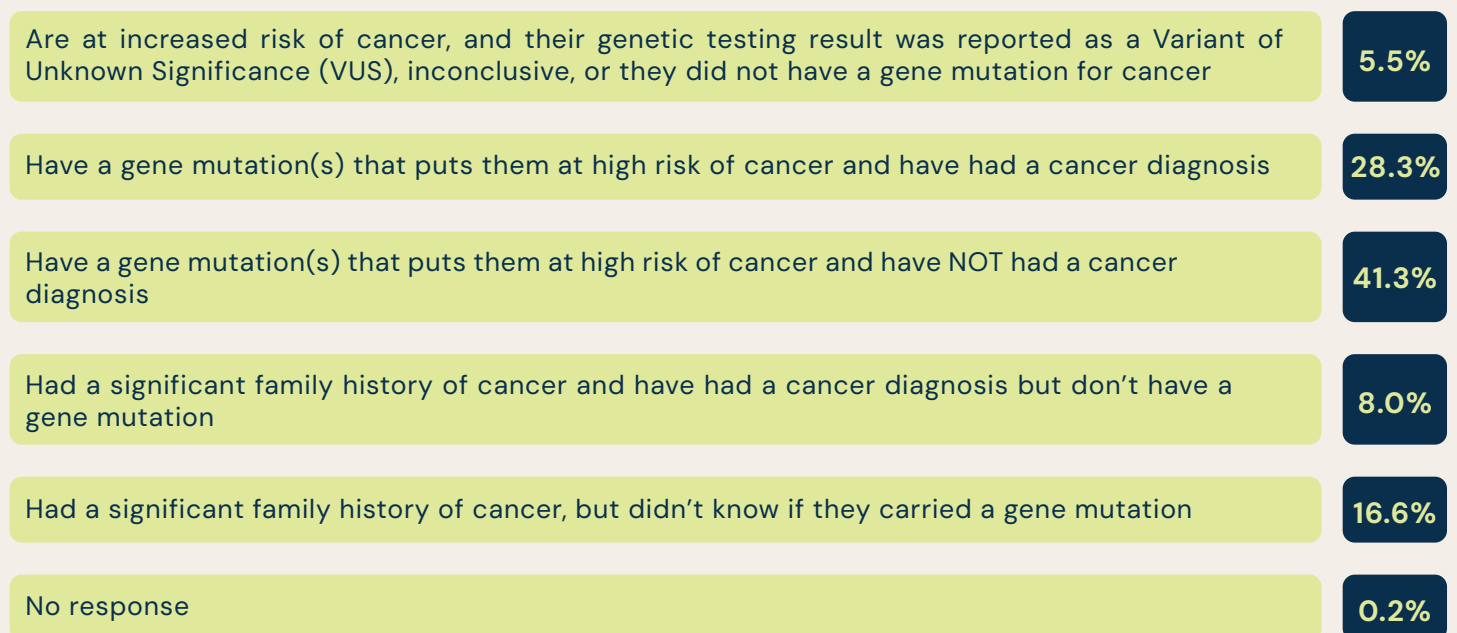 Are at increased risk of cancer, and their genetic testing result was reported as a Variant of
Unknown Significance (VUS), inconclusive, or they did not have a gene mutation for cancer
5.5%
Have a gene mutation(s) that puts them at high risk of cancer and have had a cancer diagnosis
28.3%
Have a gene mutation(s) that puts them at high risk of cancer and have NOT had a cancer
diagnosis
41.3%
Had a significant family history of cancer and have had a cancer diagnosis but don’t have a
gene mutation
8.0%
Had a significant family history of cancer, but didn’t know if they carried a gene mutation
16.6%
No response
0.2%